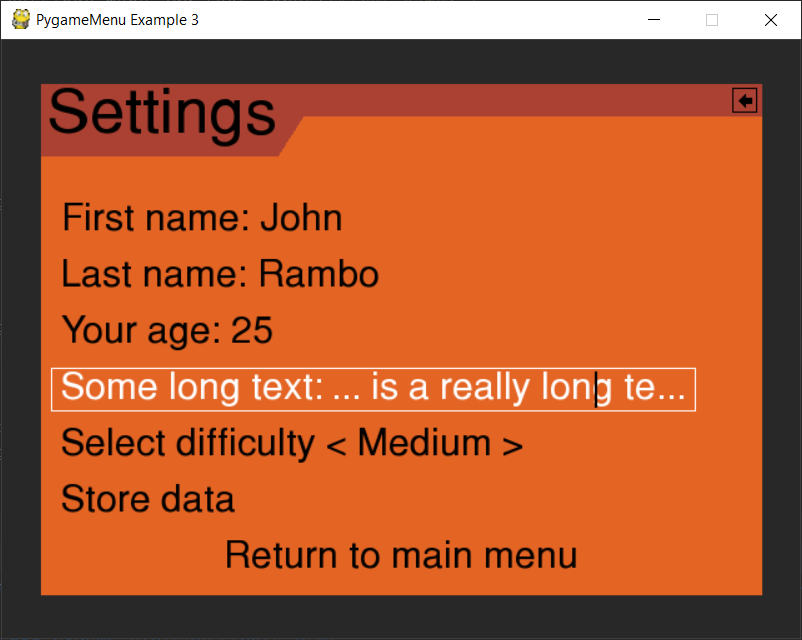 PygameMenu Example 3
Settings
First name: John
Last name: Rambo
Your age: 25
Some long text: ... is a really long te...
Select difficulty < Medium >
Store data
Return to main menu